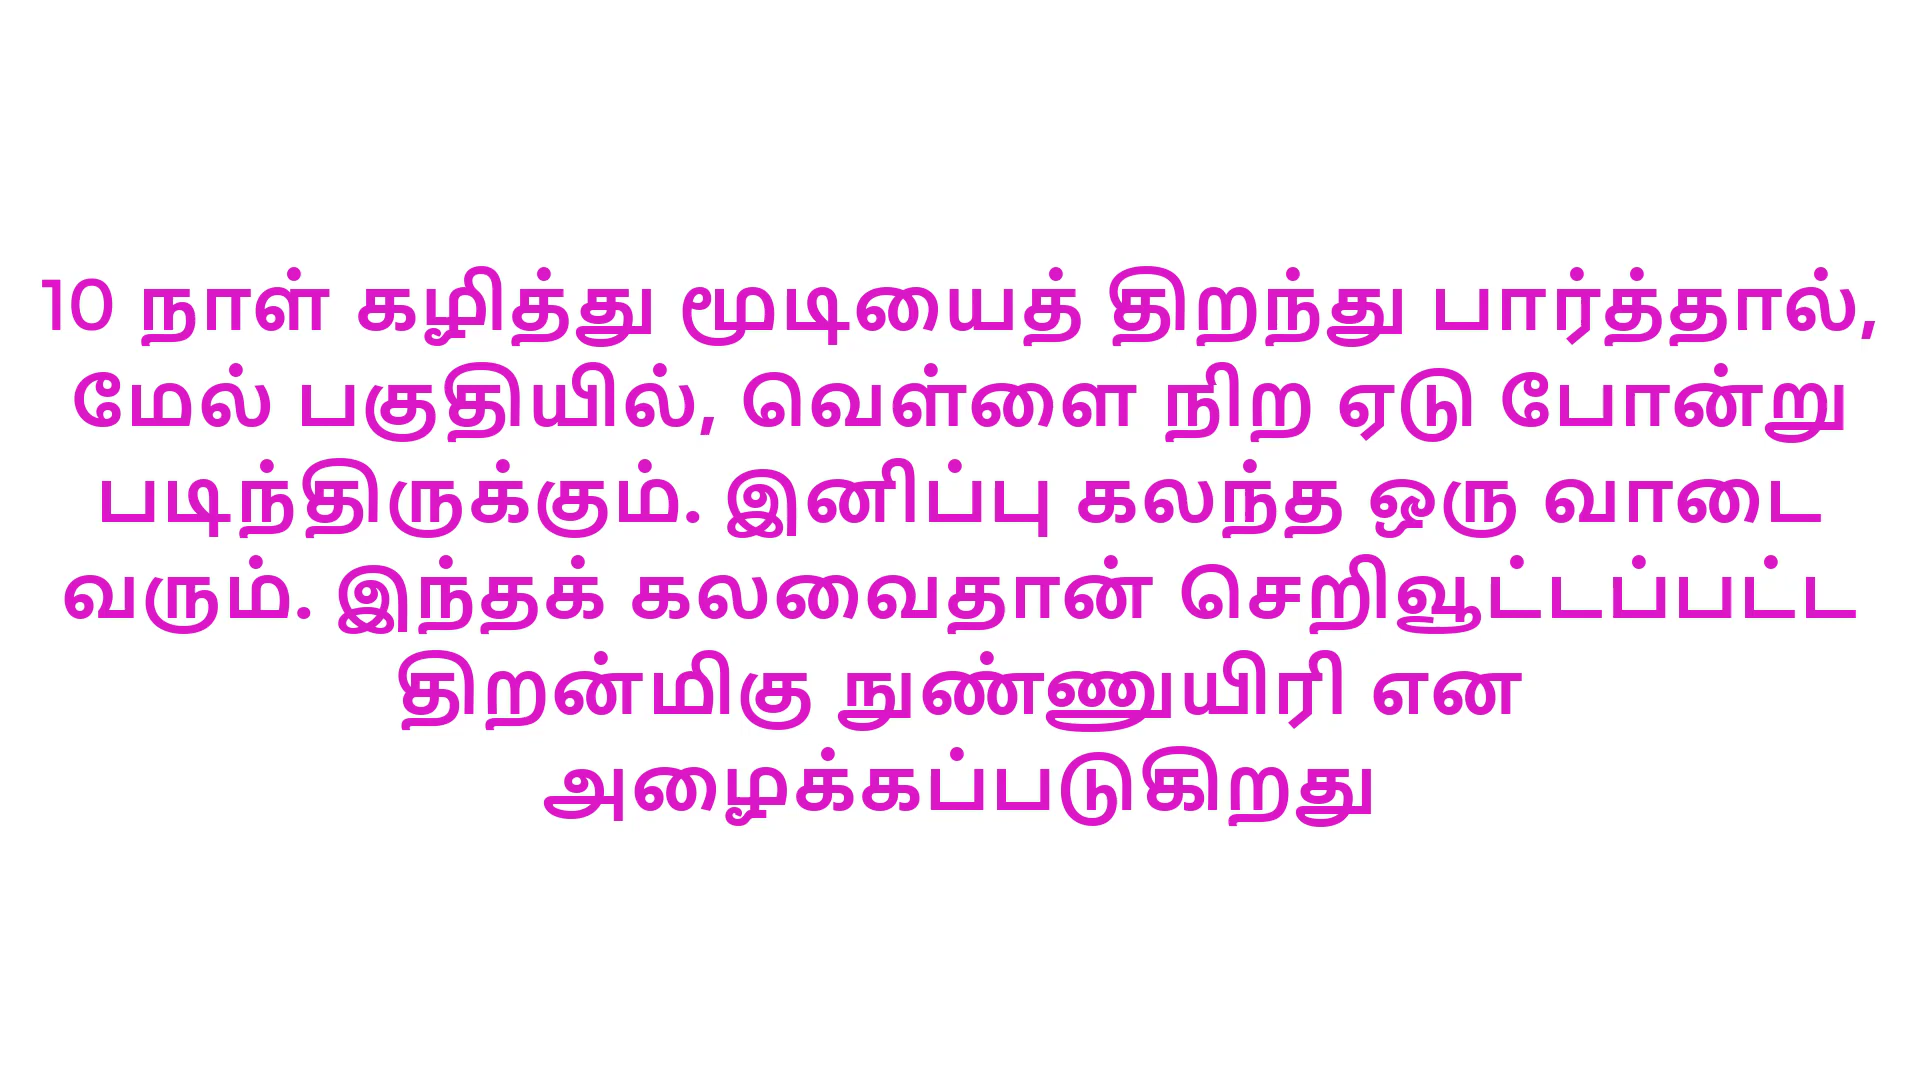 10 நாள் கழித்து மூடியைத் திறந்து பார்த்தால்,
மேல் பகுதியில், வெள்ளை நிற ஏடு போன்று
படிந்திருக்கும். இனிப்பு கலந்த ஒரு வாடை
வரும். இந்தக் கலவைதான் செறிவூட்டப்பட்ட
திறன்மிகு நுண்ணுயிரி என
அழைக்கப்படுகிறது